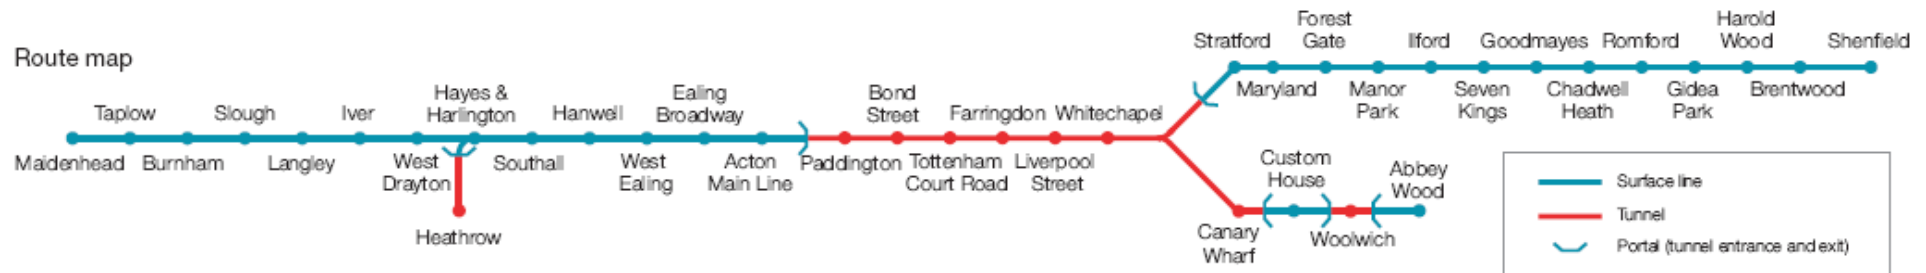 Route map
Maidenhead
Taplow
Burnham
Slough
Langley
Iver
West
Drayton
Hayes &
Harlington
Heathrow
Southall
Hanwell
West
Ealing
Ealing
Broadway
Acton
Main Line
Paddington
Bond
Street
Tottenham
Court Road
Farringdon
Liverpool
Street
Whitechapel
Stratford
Maryland
Forest
Gate
Manor
Park
Ilford
Seven
Kings
Goodmayes
Chadwell
Heath
Romford
Gidea
Park
Harold
Wood
Brentwood
Shenfield
Canary
Wharf
Custom
House
Woolwich
Abbey
Wood
Surface line
Tunnel
Portal (tunnel entrance and exit)